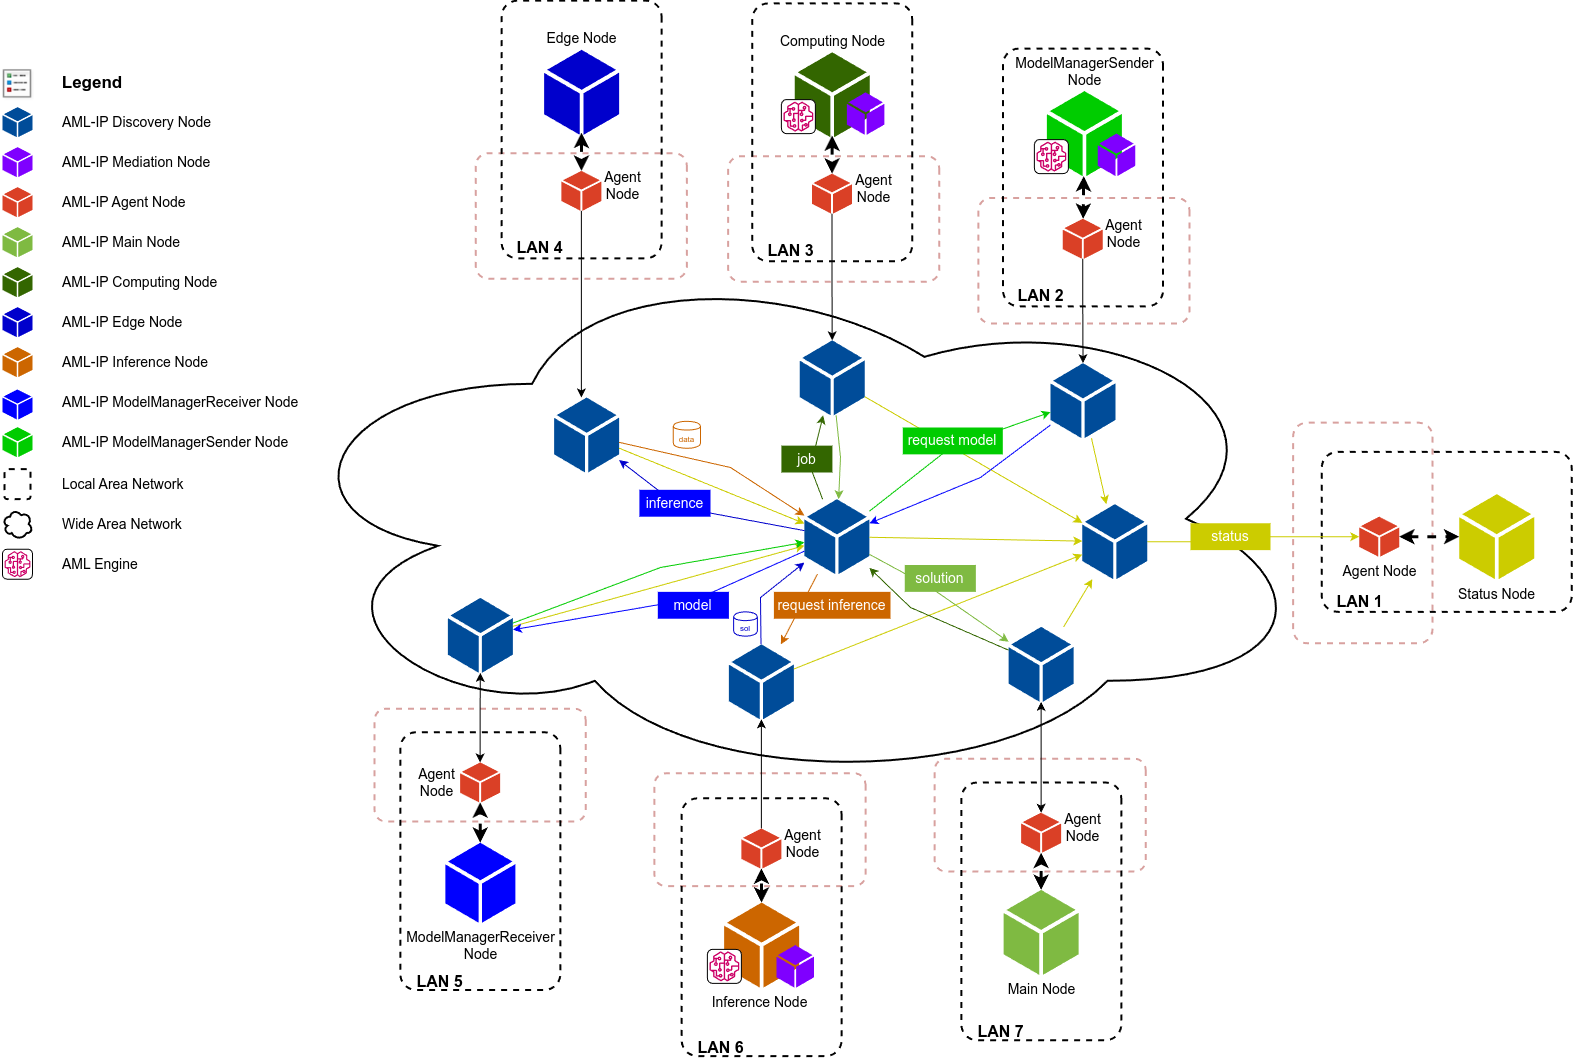 Legend
AML-IP Discovery Node
AML-IP Mediation Node
AML-IP Agent Node
AML-IP Main Node
AML-IP Computing Node
AML-IP Edge Node
AML-IP Inference Node
AML-IP ModelManagerReceiver Node
AML-IP ModelManagerSender Node
Local Area Network
Wide Area Network
AML Engine
Edge Node
Agent
Node
LAN 4
Computing Node
Agent
Node
LAN 3
ModelManagerSender
Node
Agent
Node
LAN 2
data
job
request model
inference
status
solution
model
request inference
sol
Agent Node
Status Node
LAN 1
Agent
Node
ModelManagerReceiver
Node
LAN 5
Agent
Node
Inference Node
LAN 6
Agent
Node
Main Node
LAN 7